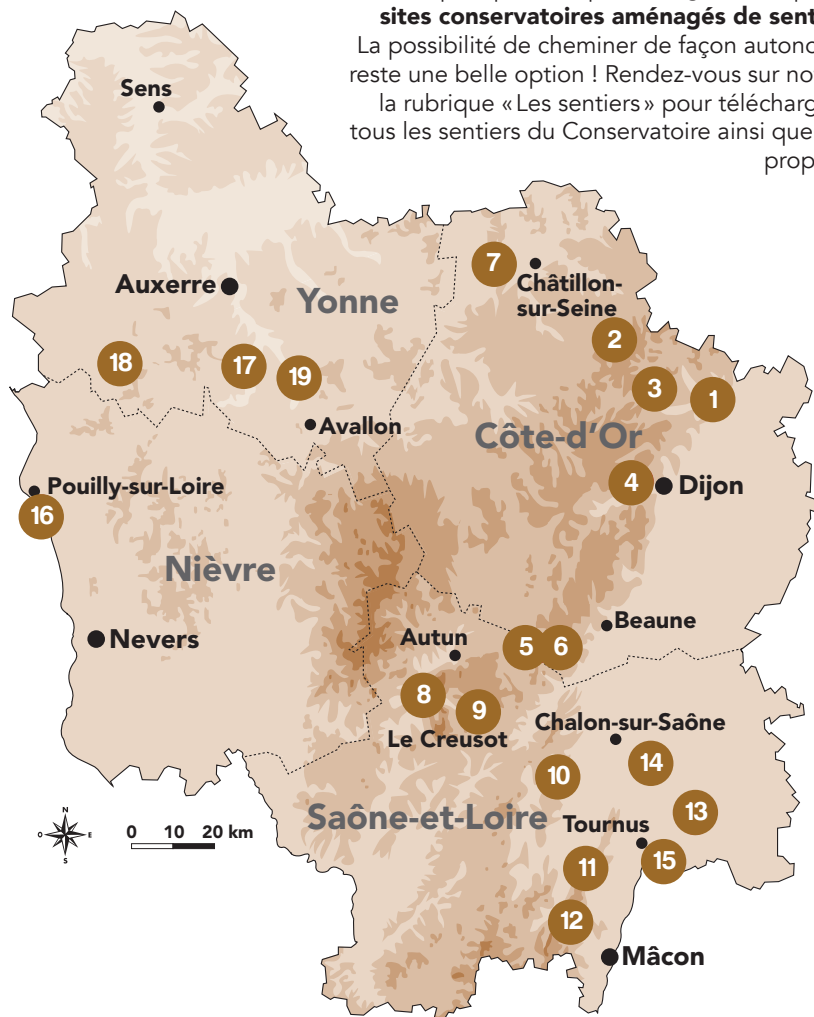 sites conservatoires aménagés de sent
La possibilité de cheminer de façon autono
reste une belle option ! Rendez-vous sur no
la rubrique « Les sentiers » pour télécharg
tous les sentiers du Conservatoire ainsi que
prop
Sens
7
Châtillon-
sur-Seine
Auxerre
Yonne
2
18
17
19
3
1
Avallon
Côte-d’Or
Pouilly-sur-Loire
16
4
Dijon
Nièvre
Nevers
Autun
5
6
Beaune
8
9
Le Creusot
Chalon-sur-Saône
10
14
Saône-et-Loire
13
Tournus
15
11
12
Mâcon
N
O
E
S
0 10 20 km